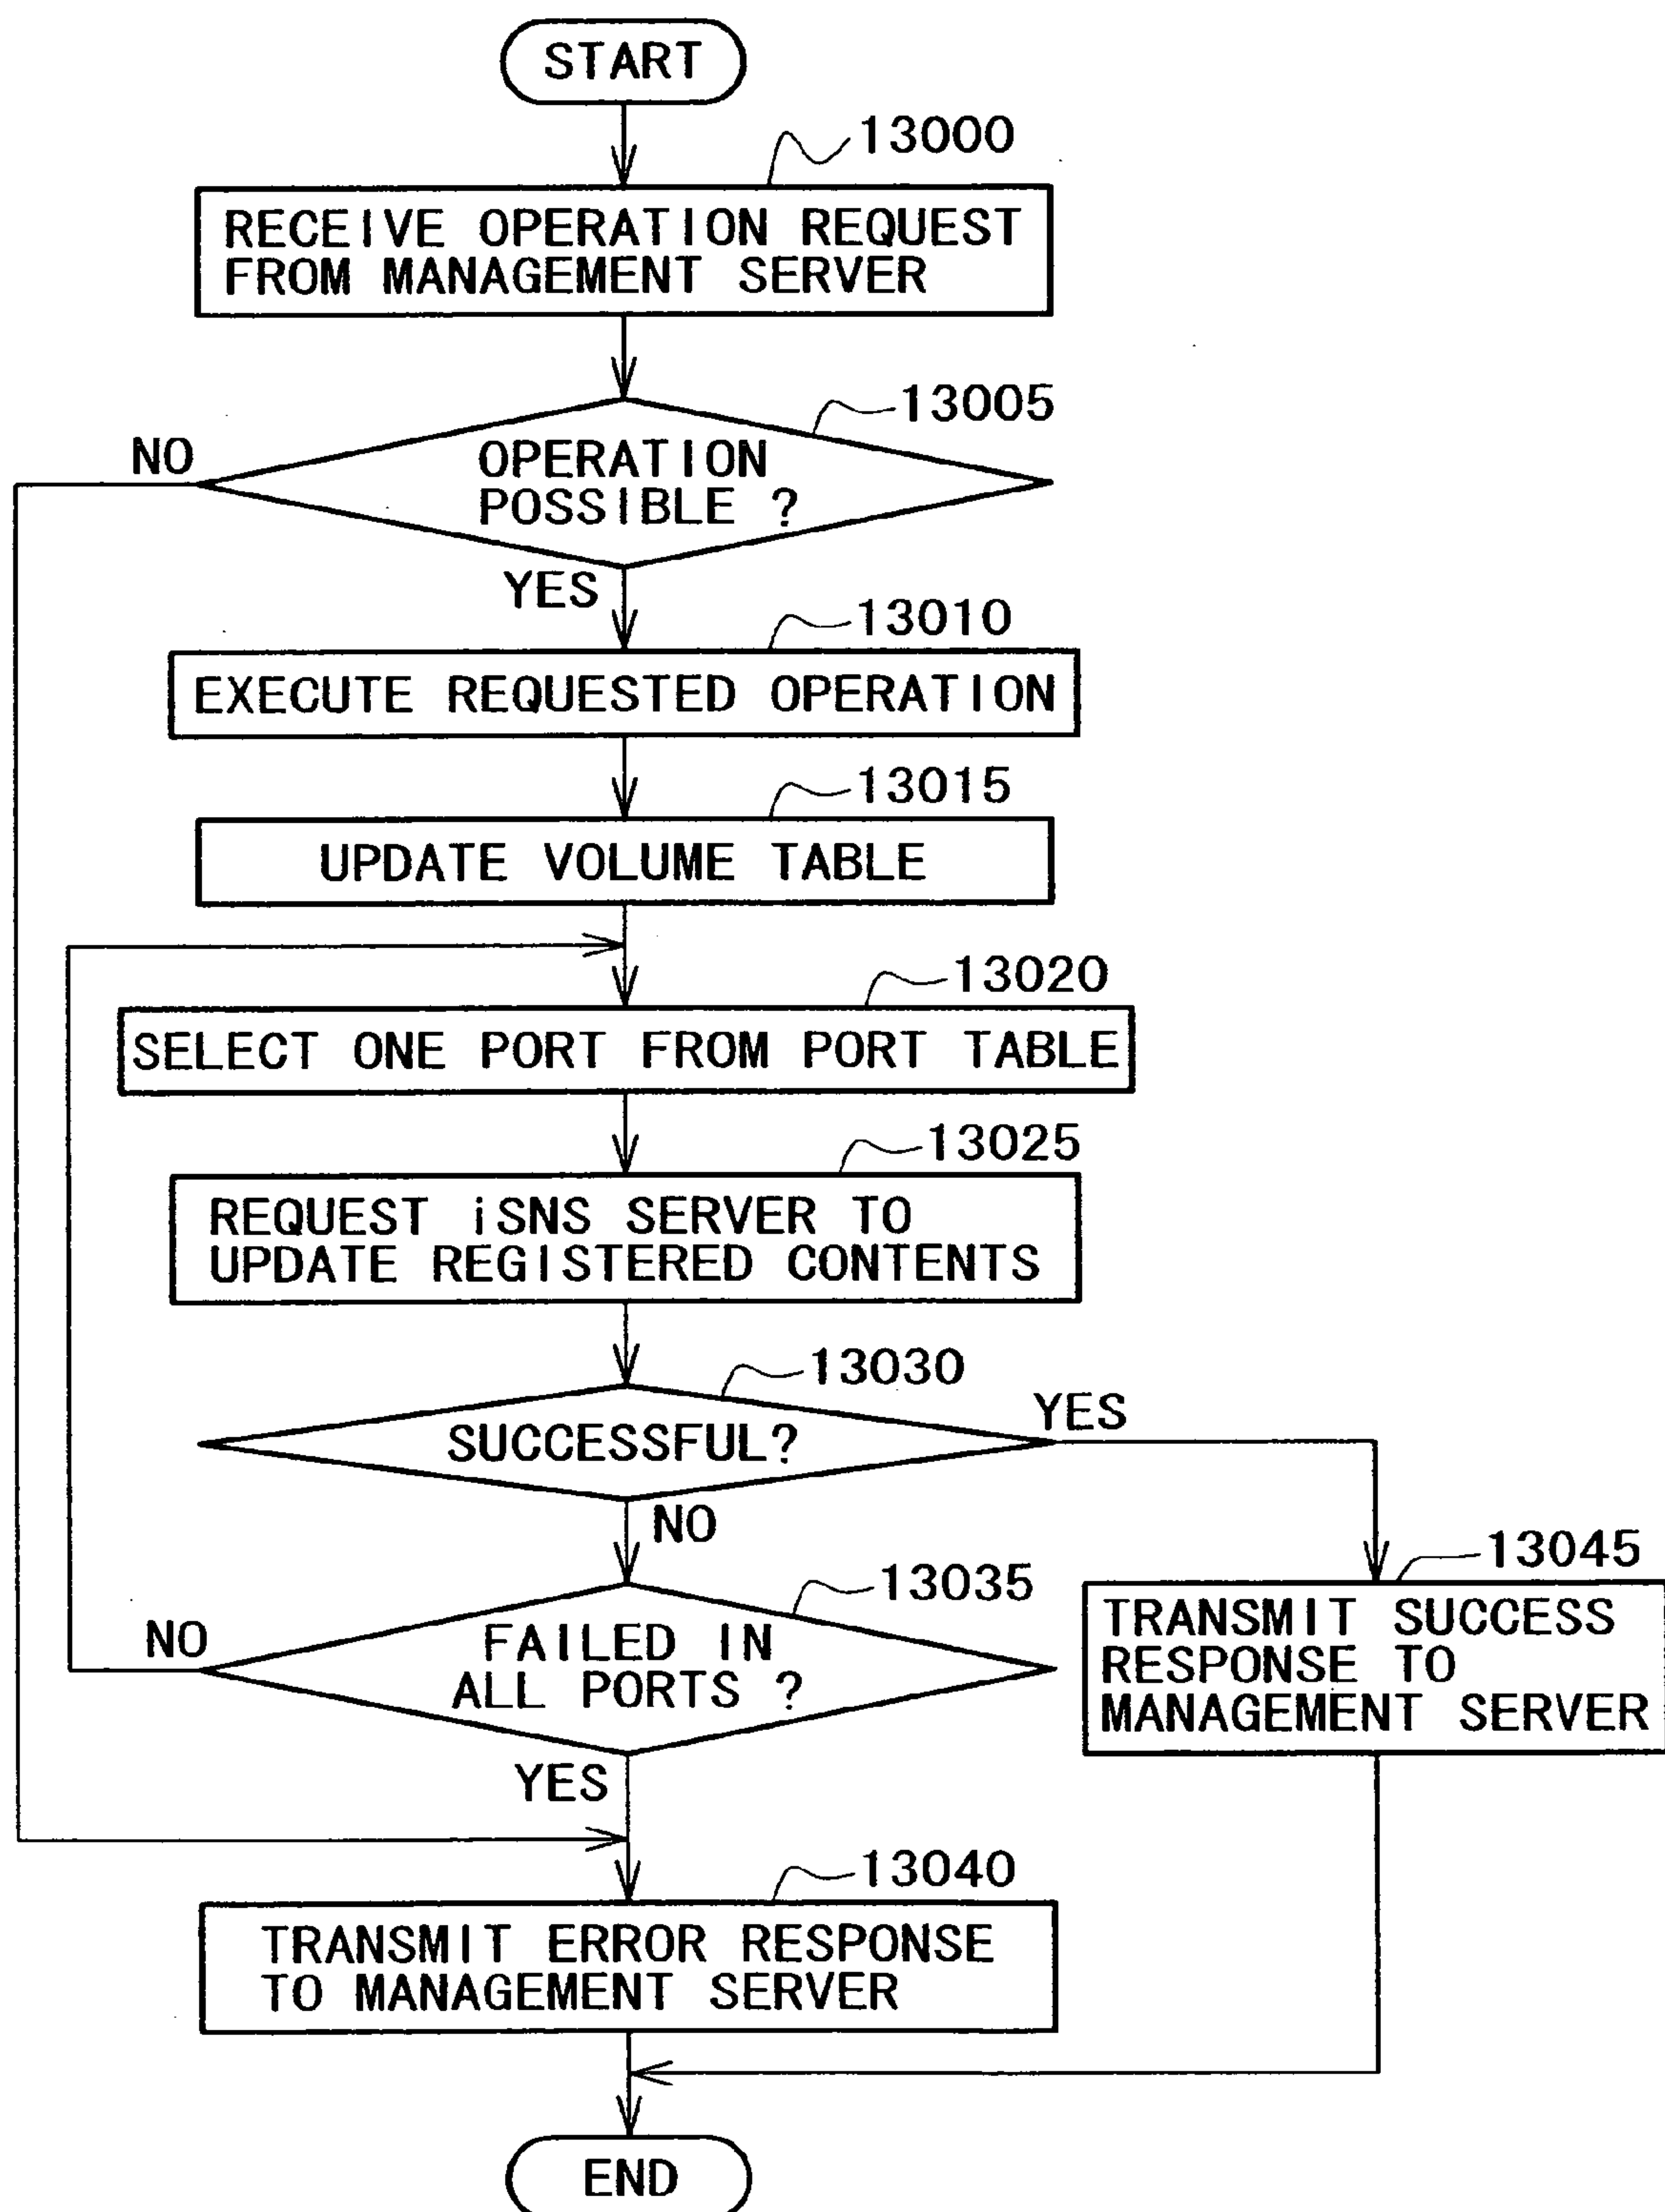 START
13000
RECEIVE OPERATION REQUEST
FROM MANAGEMENT SERVER
13005
NO
OPERATION
POSSIBLE ?
YES
13010
EXECUTE REQUESTED OPERATION
13015
UPDATE VOLUME TABLE
13020
SELECT ONE PORT FROM PORT TABLE
13025
REQUEST iSNS SERVER TO
UPDATE REGISTERED CONTENTS
13030
YES
SUCCESSFUL?
NO
13045
TRANSMIT SUCCESS
RESPONSE TO
MANAGEMENT SERVER
13035
NO
FAILED IN
ALL PORTS ?
YES
13040
TRANSMIT ERROR RESPONSE
TO MANAGEMENT SERVER
END